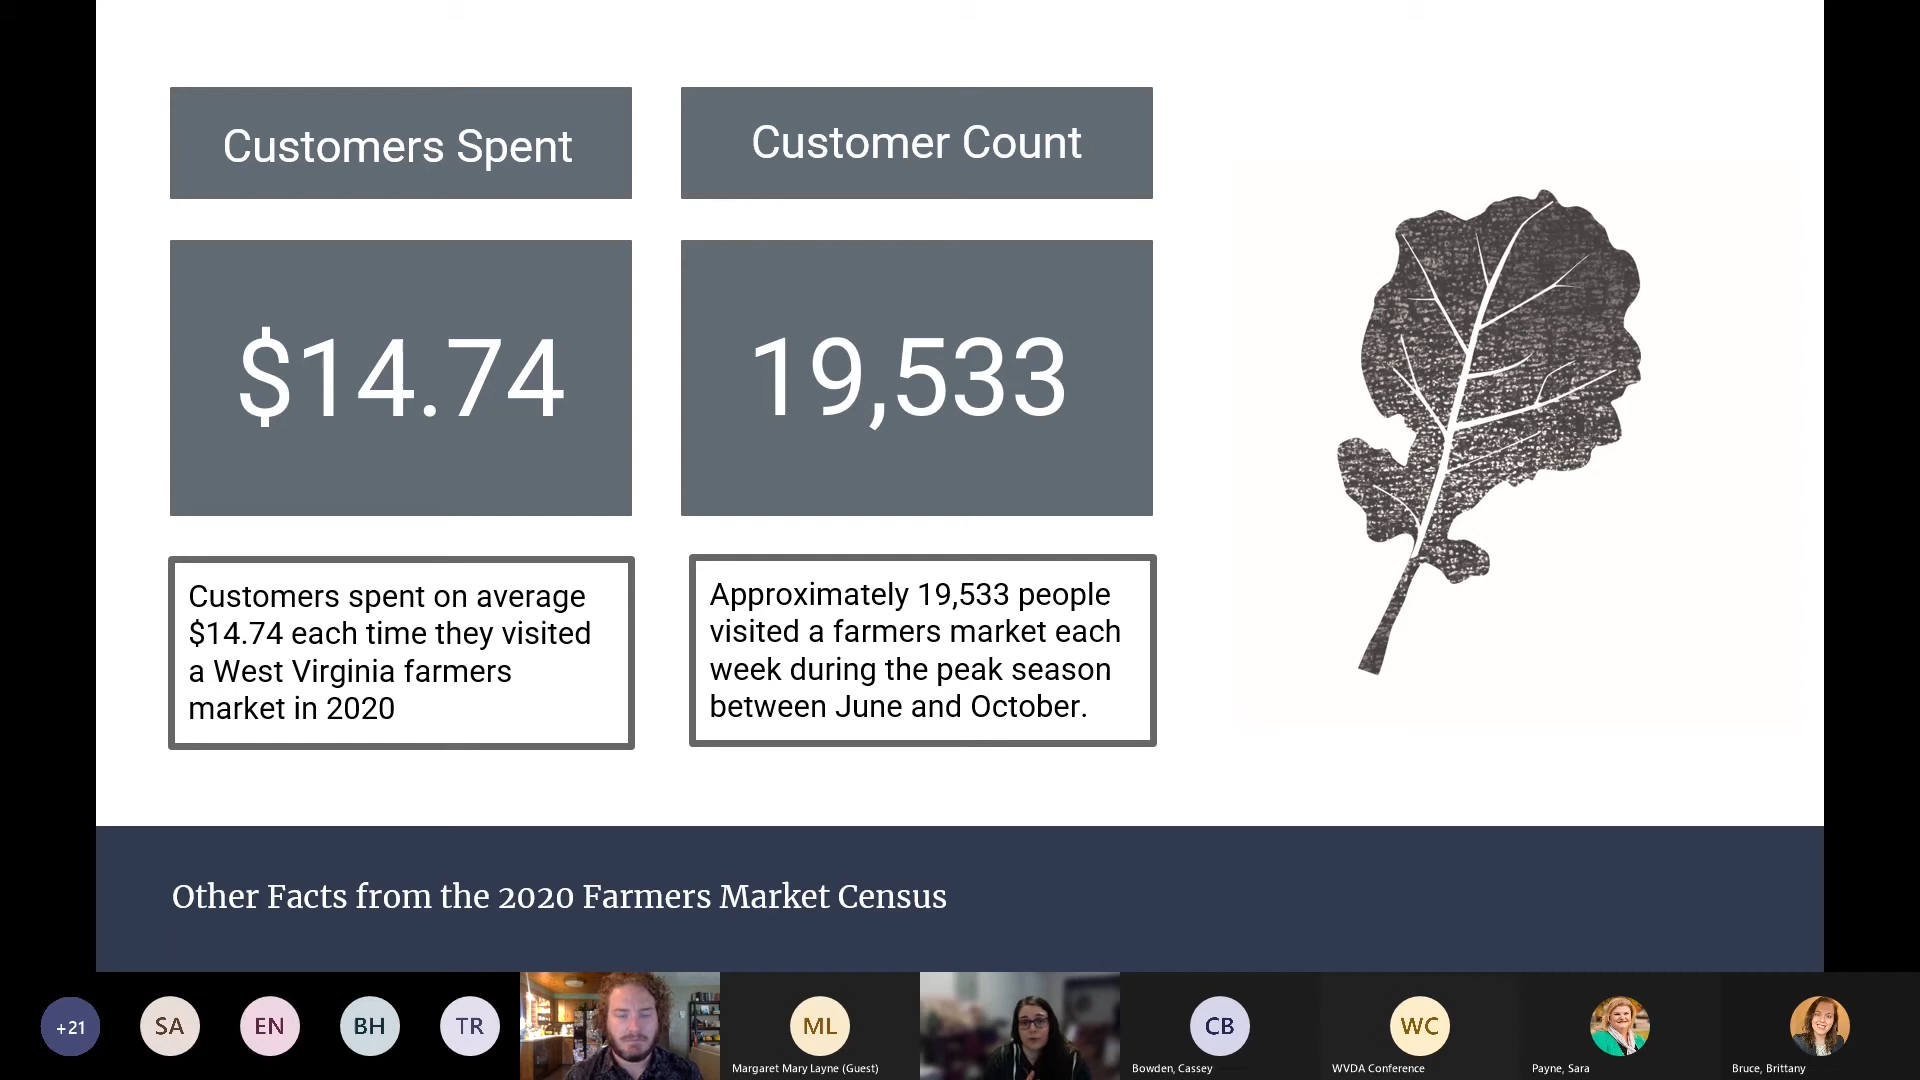 Customers Spent
Customer Count
$14.74
19,533
Customers spent on average
$14.74 each time they visited
a West Virginia farmers
market in 2020
Approximately 19,533 people
visited a farmers market each
week during the peak season
between June and October.
Other Facts from the 2020 Farmers Market Census
+21
SA
EN
BH
TR
ML
Margaret Mary Layne (Guest)
CB
Bowden, Cassey
WC
WVDA Conference
Payne, Sara
Bruce, Brittany